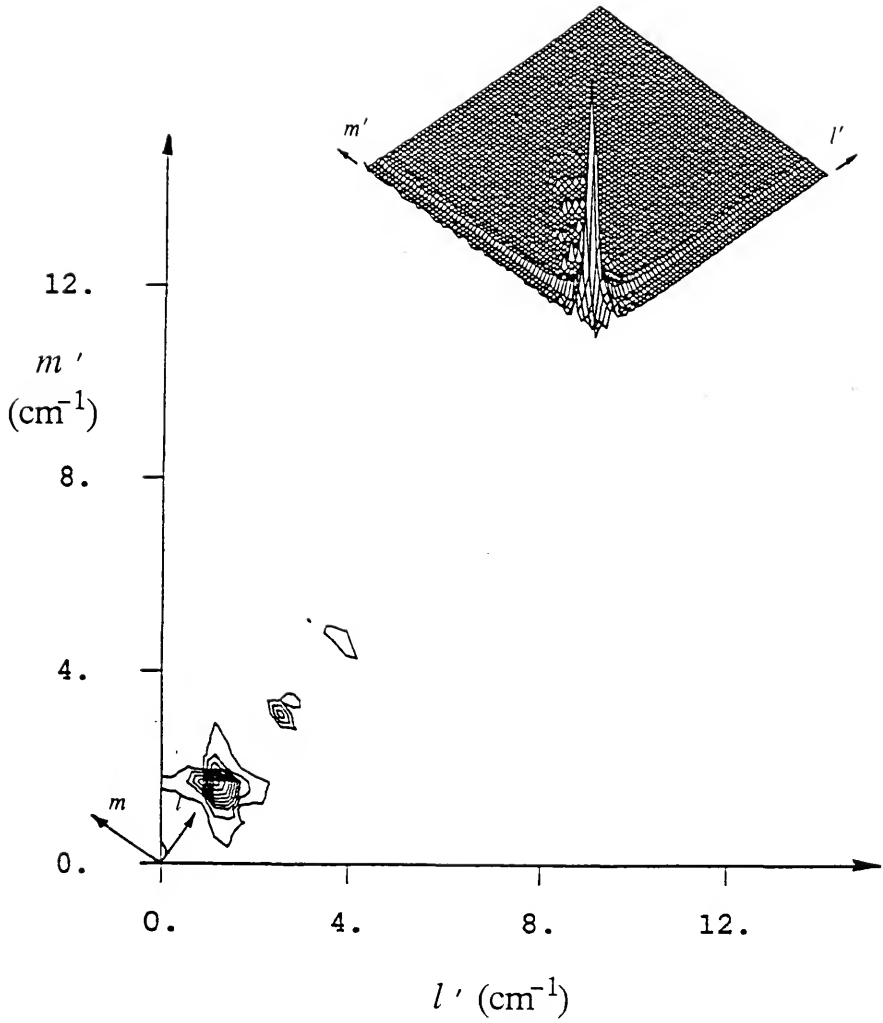 m'
l'
12.
m '
(cm⁻¹)
8.
4.
m
l
0.
0.
4.
8.
12.
l ' (cm⁻¹)